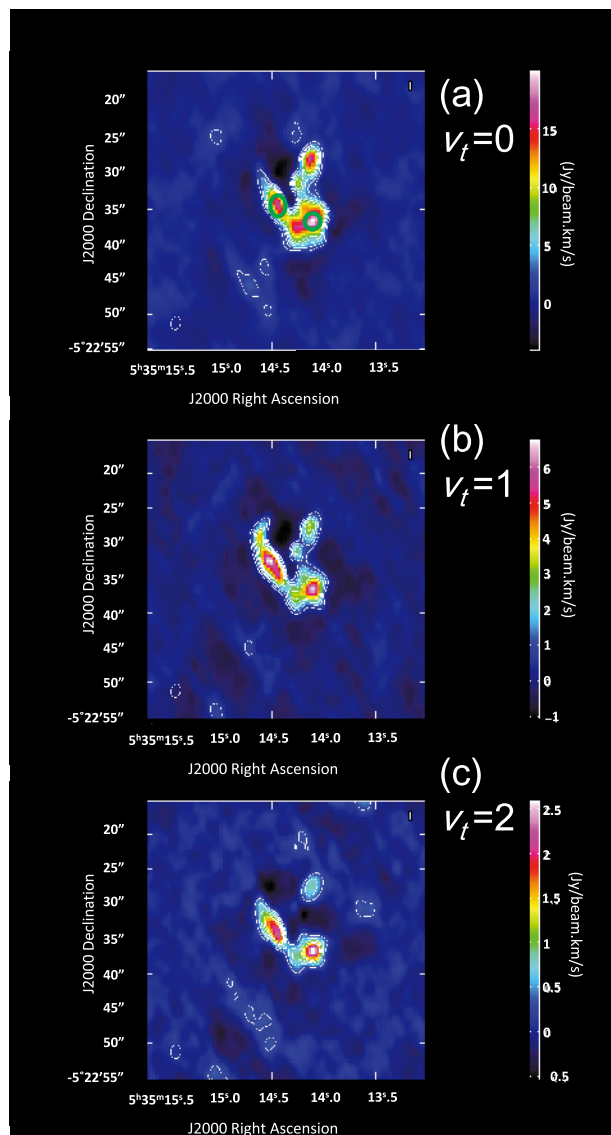 (a)
v_t=0
20"
30"
35"
40"
45"
50"
-5°22'55"
J2000 Declination
5ʰ35ᵐ15ˢ.5
15ˢ.0
14ˢ.5
14ˢ.0
13ˢ.5
J2000 Right Ascension
15
10
5
0
(Jy/beam.km/s)
(b)
v_t=1
20"
25"
30"
35"
40"
45"
50"
-5°22'55"
J2000 Declination
5ʰ35ᵐ15ˢ.5
15ˢ.0
14ˢ.5
14ˢ.0
13ˢ.5
J2000 Right Ascension
6
5
4
3
2
1
0
-1
(Jy/beam.km/s)
(c)
v_t=2
20"
25"
30"
35"
40"
45"
50"
-5°22'55"
J2000 Declination
5ʰ35ᵐ15ˢ.5
15ˢ.0
14ˢ.5
14ˢ.0
13ˢ.5
J2000 Right Ascension
2.5
2
1.5
1
0.5
0
0.5
(Jy/beam.km/s)